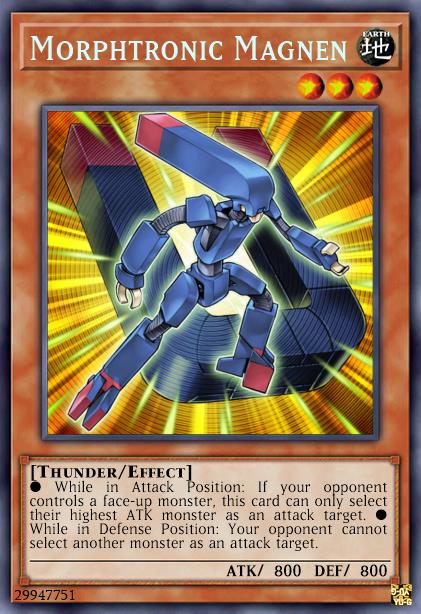 MORPHTRONIC MAGNEN
EARTH
地
[THUNDER/EFFECT]
● While in Attack Position: If your opponent
controls a face-up monster, this card can only select
their highest ATK monster as an attack target. ●
While in Defense Position: Your opponent cannot
select another monster as an attack target.
ATK/ 800 DEF/ 800
29947751